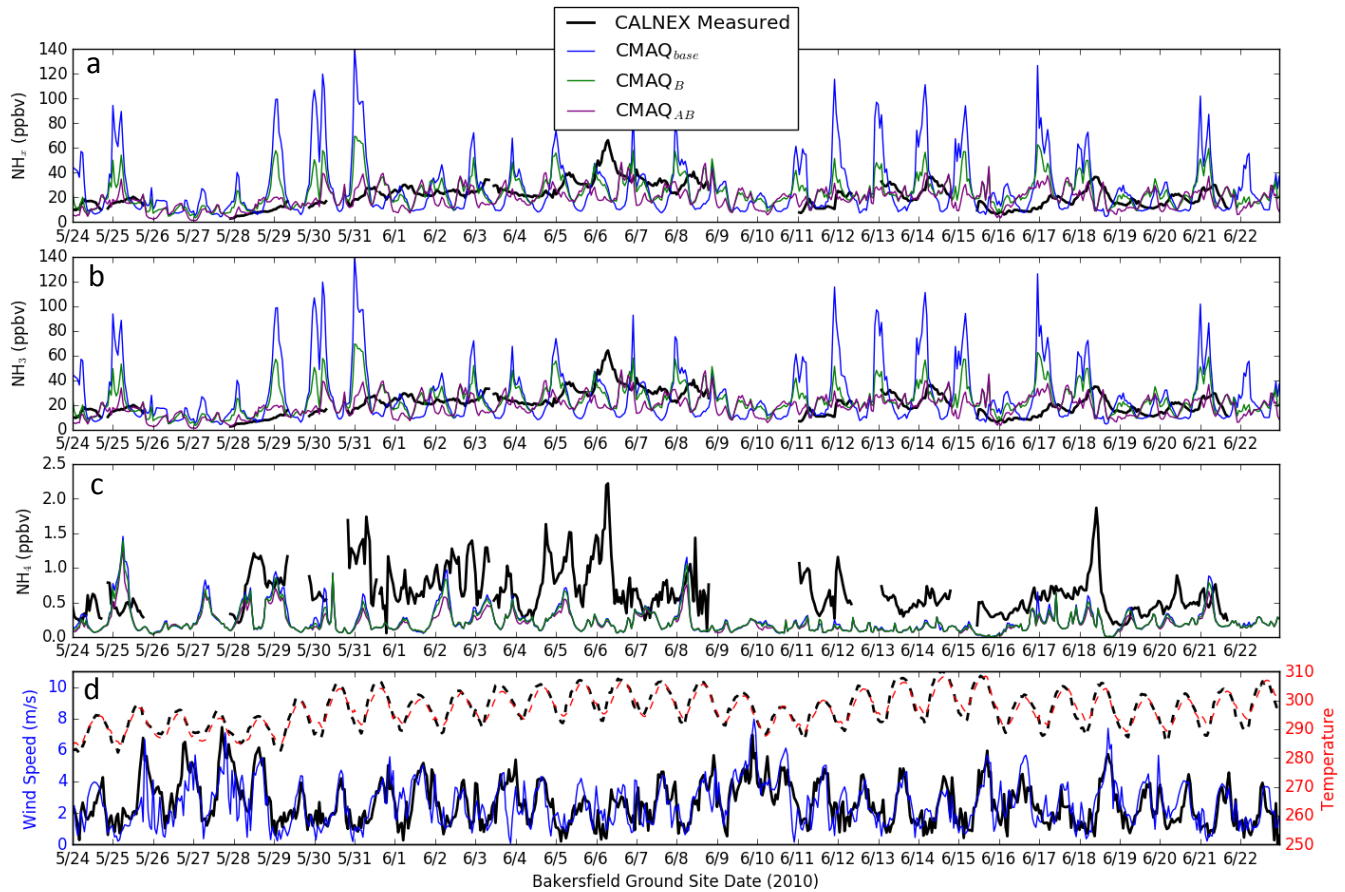 CALNEX Measured
CMAQbase
CMAQB
CMAQAB
a
NHx (ppbv)
140
120
100
80
60
40
20
0
5/24 5/25 5/26 5/27 5/28 5/29 5/30 5/31 6/1 6/2 6/3 6/4 6/5 6/6 6/7 6/8 6/9 6/10 6/11 6/12 6/13 6/14 6/15 6/16 6/17 6/18 6/19 6/20 6/21 6/22
b
NH3 (ppbv)
140
120
100
80
60
40
20
0
5/24 5/25 5/26 5/27 5/28 5/29 5/30 5/31 6/1 6/2 6/3 6/4 6/5 6/6 6/7 6/8 6/9 6/10 6/11 6/12 6/13 6/14 6/15 6/16 6/17 6/18 6/19 6/20 6/21 6/22
c
NH4 (ppbv)
2.5
2.0
1.5
1.0
0.5
0.0
5/24 5/25 5/26 5/27 5/28 5/29 5/30 5/31 6/1 6/2 6/3 6/4 6/5 6/6 6/7 6/8 6/9 6/10 6/11 6/12 6/13 6/14 6/15 6/16 6/17 6/18 6/19 6/20 6/21 6/22
d
Wind Speed (m/s)
10
8
6
4
2
0
310
300
290
280
270
260
250
Temperature
5/24 5/25 5/26 5/27 5/28 5/29 5/30 5/31 6/1 6/2 6/3 6/4 6/5 6/6 6/7 6/8 6/9 6/10 6/11 6/12 6/13 6/14 6/15 6/16 6/17 6/18 6/19 6/20 6/21 6/22
Bakersfield Ground Site Date (2010)